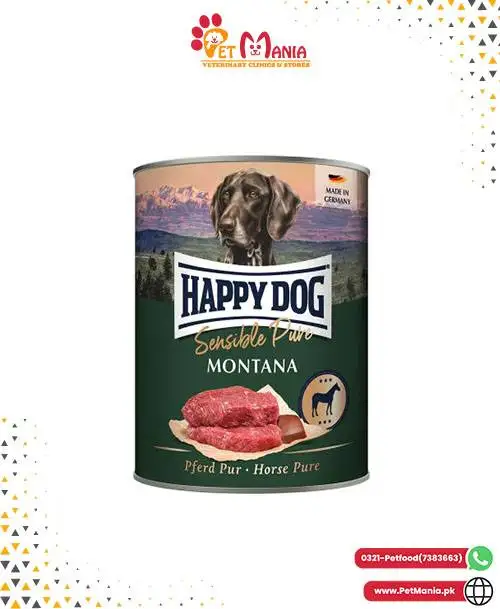 PET MANIA
VETERINARY CLINICS & STORES
MADE IN
GERMANY
HAPPY DOG
Sensible Pure
MONTANA
Pferd Pur · Horse Pure
0321-Petfood(7383663)
www.PetMania.pk